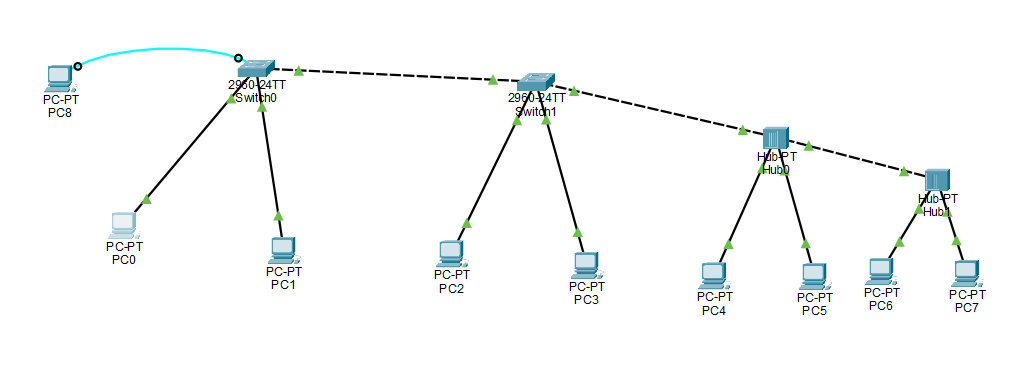 PC-PT
PC8
2960-24TT
Switch0
2960-24TT
Switch1
Hub-PT
Hub0
Hub-PT
Hub1
PC-PT
PC0
PC-PT
PC1
PC-PT
PC2
PC-PT
PC3
PC-PT
PC4
PC-PT
PC5
PC-PT
PC6
PC-PT
PC7